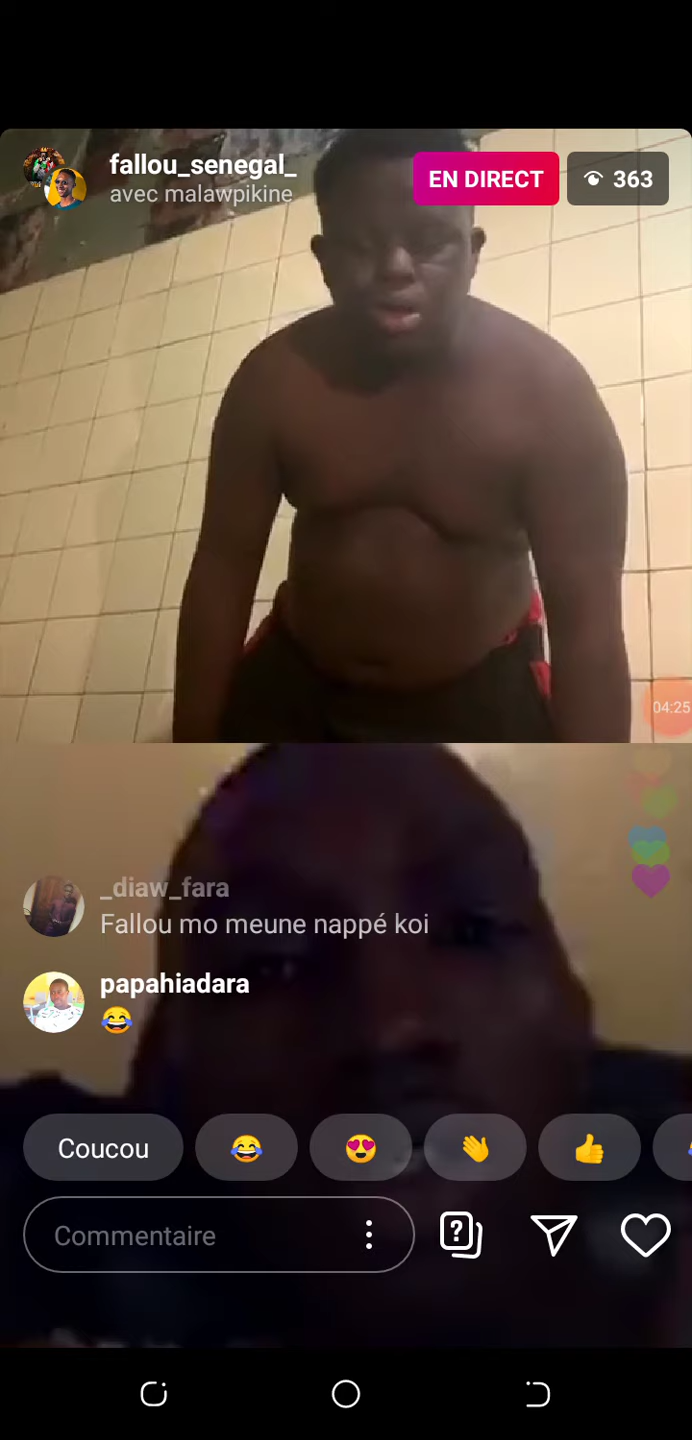 fallou_senegal_
avec malawpikine
EN DIRECT
363
04:25
_diaw_fara
Fallou mo meune nappé koi
papahiadara
😂
Coucou
😂 😍 👋 👍
Commentaire